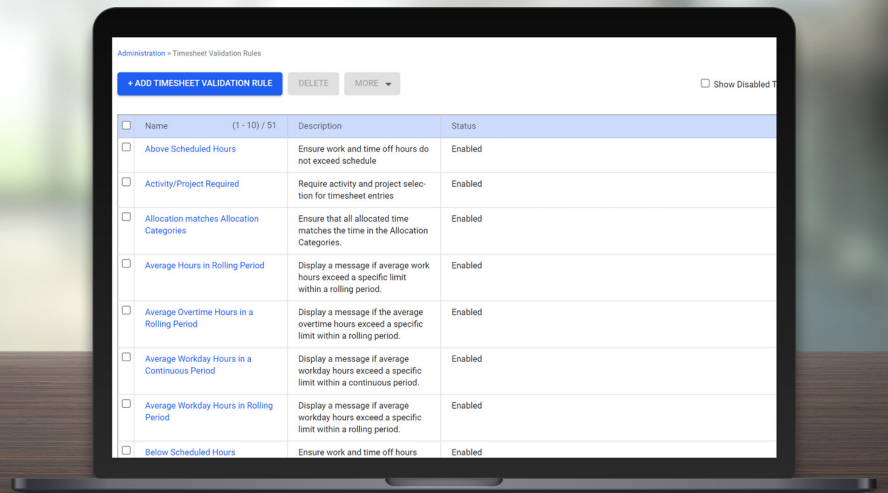 Administration > Timesheet Validation Rules
+ ADD TIMESHEET VALIDATION RULE DELETE MORE
Show Disabled T
Name (1 - 10) / 51 Description Status
Above Scheduled Hours
Ensure work and time off hours do
not exceed schedule
Enabled
Activity/Project Required
Require activity and project selec-
tion for timesheet entries
Enabled
Allocation matches Allocation
Categories
Ensure that all allocated time
matches the time in the Allocation
Categories.
Enabled
Average Hours in Rolling Period
Display a message if average work
hours exceed a specific limit
within a rolling period.
Enabled
Average Overtime Hours in a
Rolling Period
Display a message if the average
overtime hours exceed a specific
limit within a rolling period.
Enabled
Average Workday Hours in a
Continuous Period
Display a message if average
workday hours exceed a specific
limit within a continuous period.
Enabled
Average Workday Hours in Rolling
Period
Display a message if average
workday hours exceed a specific
limit within a rolling period.
Enabled
Below Scheduled Hours
Ensure work and time off hours
Enabled